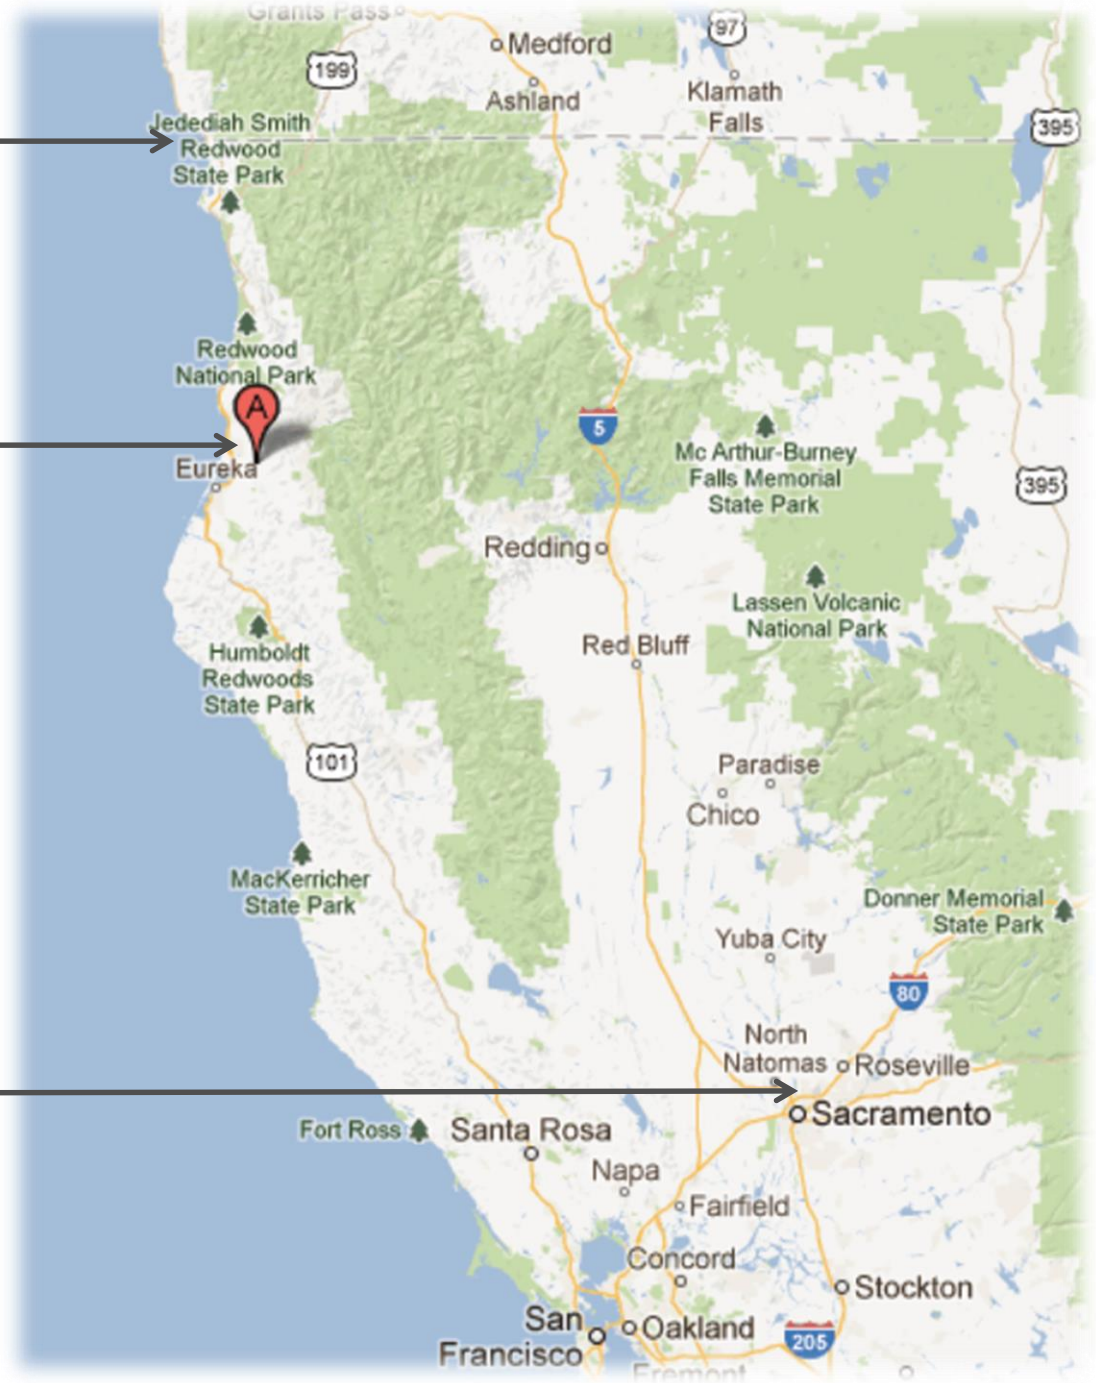 Grants Pass
97
Medford
199
Klamath
Falls
Ashland
Jedediah Smith
Redwood
State Park
395
Redwood
National Park
A
5
Mc Arthur-Burney
Falls Memorial
State Park
Eureka
395
Redding
Lassen Volcanic
National Park
Red Bluff
Humboldt
Redwoods
State Park
101
Paradise
Chico
MacKerricher
State Park
Donner Memorial
State Park
Yuba City
80
North
Natomas
Roseville
Sacramento
Fort Ross
Santa Rosa
Napa
Fairfield
Concord
Stockton
San
Francisco
Oakland
205
Fremont